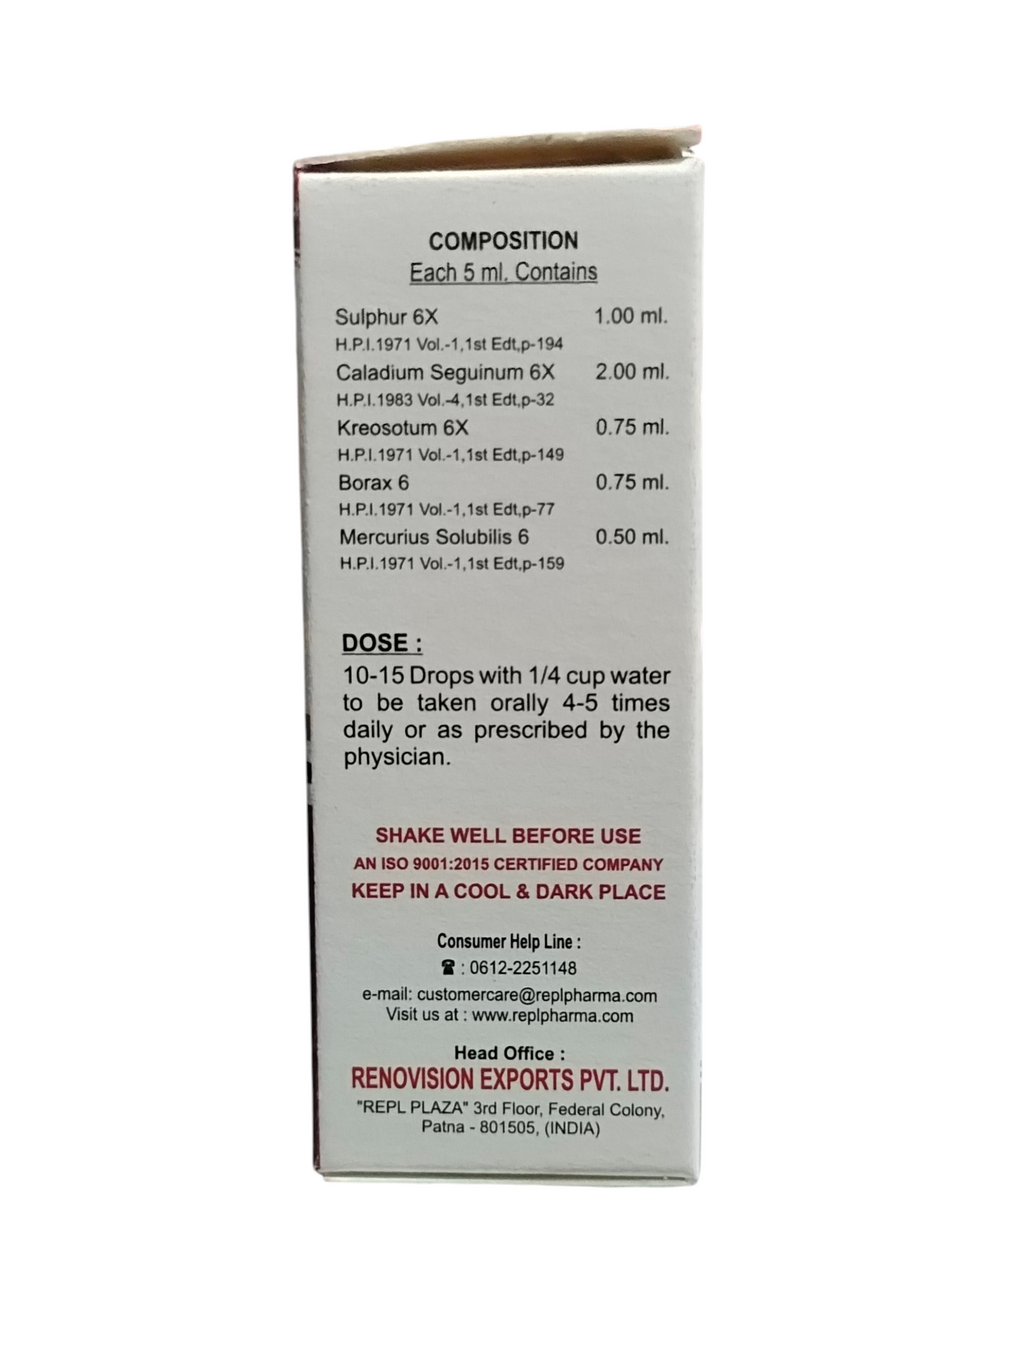 COMPOSITION
Each 5 ml. Contains
Sulphur 6X 1.00 ml.
H.P.I.1971 Vol.-1,1st Edt,p-194
Caladium Seguinum 6X 2.00 ml.
H.P.I.1983 Vol.-4,1st Edt,p-32
Kreosotum 6X 0.75 ml.
H.P.I.1971 Vol.-1,1st Edt,p-149
Borax 6 0.75 ml.
H.P.I.1971 Vol.-1,1st Edt,p-77
Mercurius Solubilis 6 0.50 ml.
H.P.I.1971 Vol.-1,1st Edt,p-159
DOSE :
10-15 Drops with 1/4 cup water
to be taken orally 4-5 times
daily or as prescribed by the
physician.
SHAKE WELL BEFORE USE
AN ISO 9001:2015 CERTIFIED COMPANY
KEEP IN A COOL & DARK PLACE
Consumer Help Line :
☎ : 0612-2251148
e-mail: customercare@replpharma.com
Visit us at : www.replpharma.com
Head Office :
RENOVISION EXPORTS PVT. LTD.
"REPL PLAZA" 3rd Floor, Federal Colony,
Patna - 801505, (INDIA)